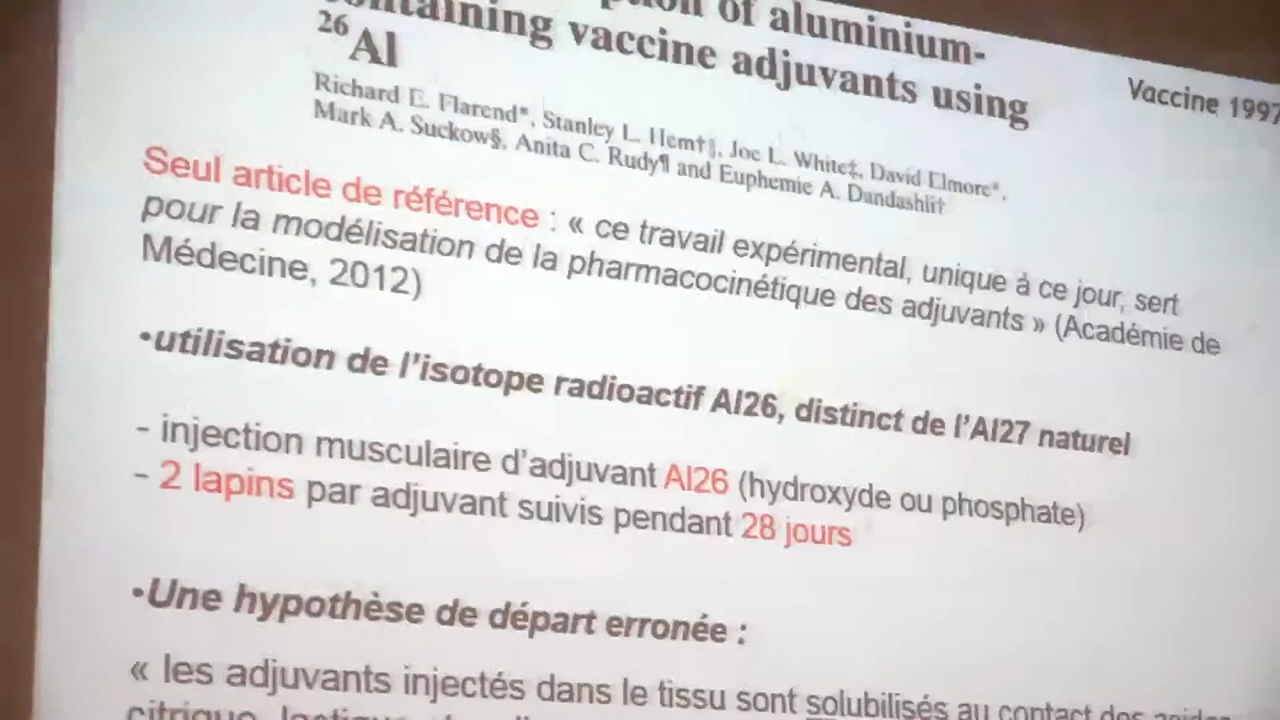 of aluminium-
containing vaccine adjuvants using
26Al
Vaccine 1997
Richard E. Flarend*, Stanley L. Hem†§, Joe L. White‡, David Elmore*,
Mark A. Suckow§, Anita C. Rudy¶ and Euphemie A. Dandashli†
Seul article de référence : « ce travail expérimental, unique à ce jour, sert
pour la modélisation de la pharmacocinétique des adjuvants » (Académie de
Médecine, 2012)
•utilisation de l'isotope radioactif Al26, distinct de l'Al27 naturel
- injection musculaire d'adjuvant Al26 (hydroxyde ou phosphate)
- 2 lapins par adjuvant suivis pendant 28 jours
•Une hypothèse de départ erronée :
« les adjuvants injectés dans le tissu sont solubilisés au contact des